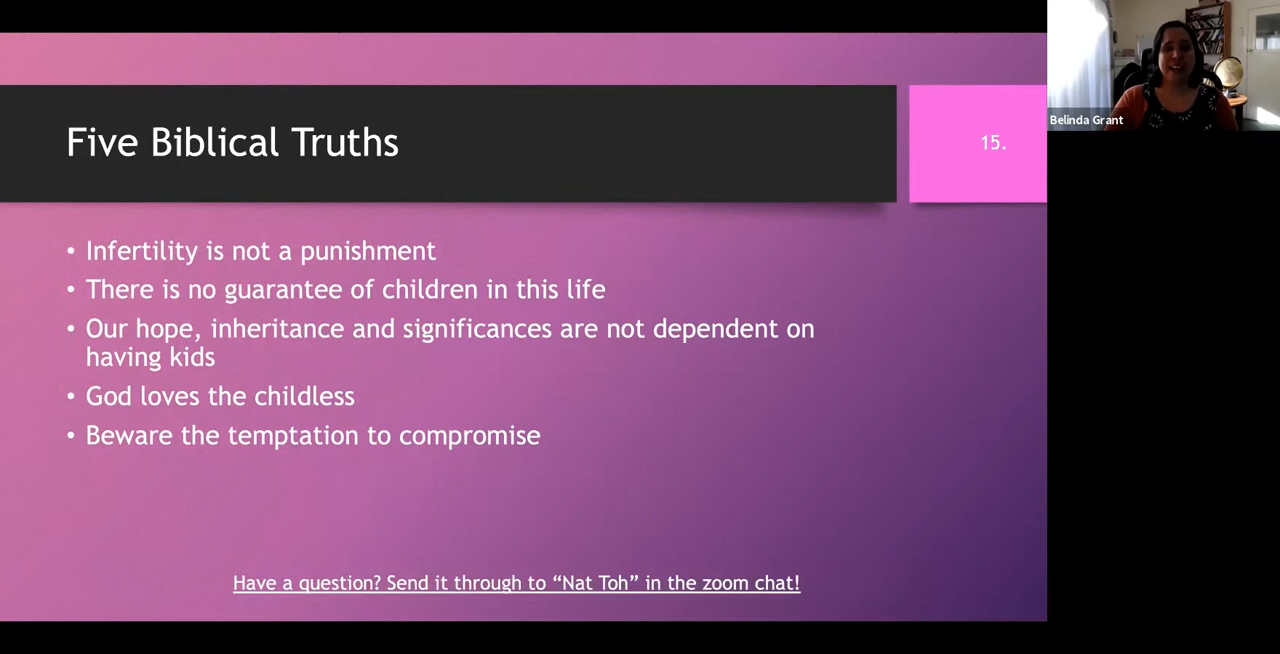 Five Biblical Truths
15.
Belinda Grant
• Infertility is not a punishment
• There is no guarantee of children in this life
• Our hope, inheritance and significances are not dependent on
having kids
• God loves the childless
• Beware the temptation to compromise
Have a question? Send it through to “Nat Toh” in the zoom chat!